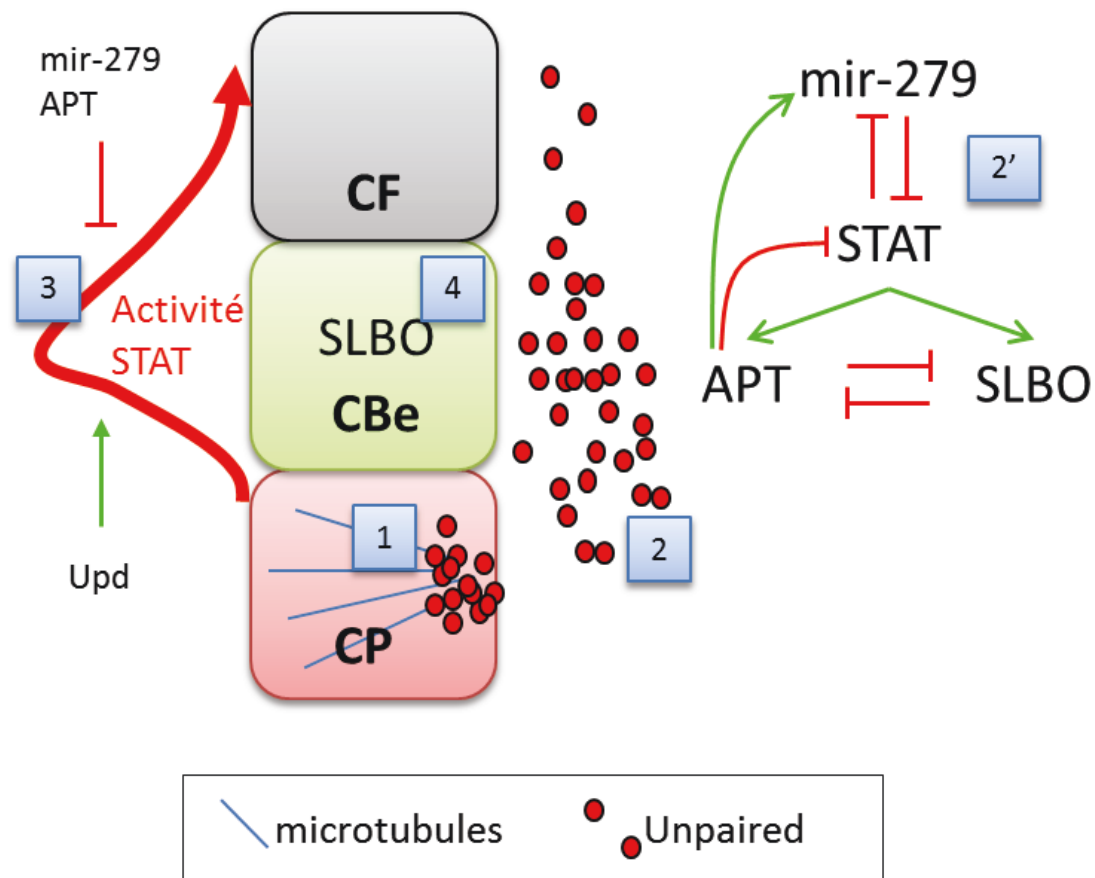 mir-279
APT
3
Activité
STAT
Upd
CF
4
SLBO
CBe
1
CP
2
mir-279
2’
STAT
APT
SLBO
microtubules
Unpaired